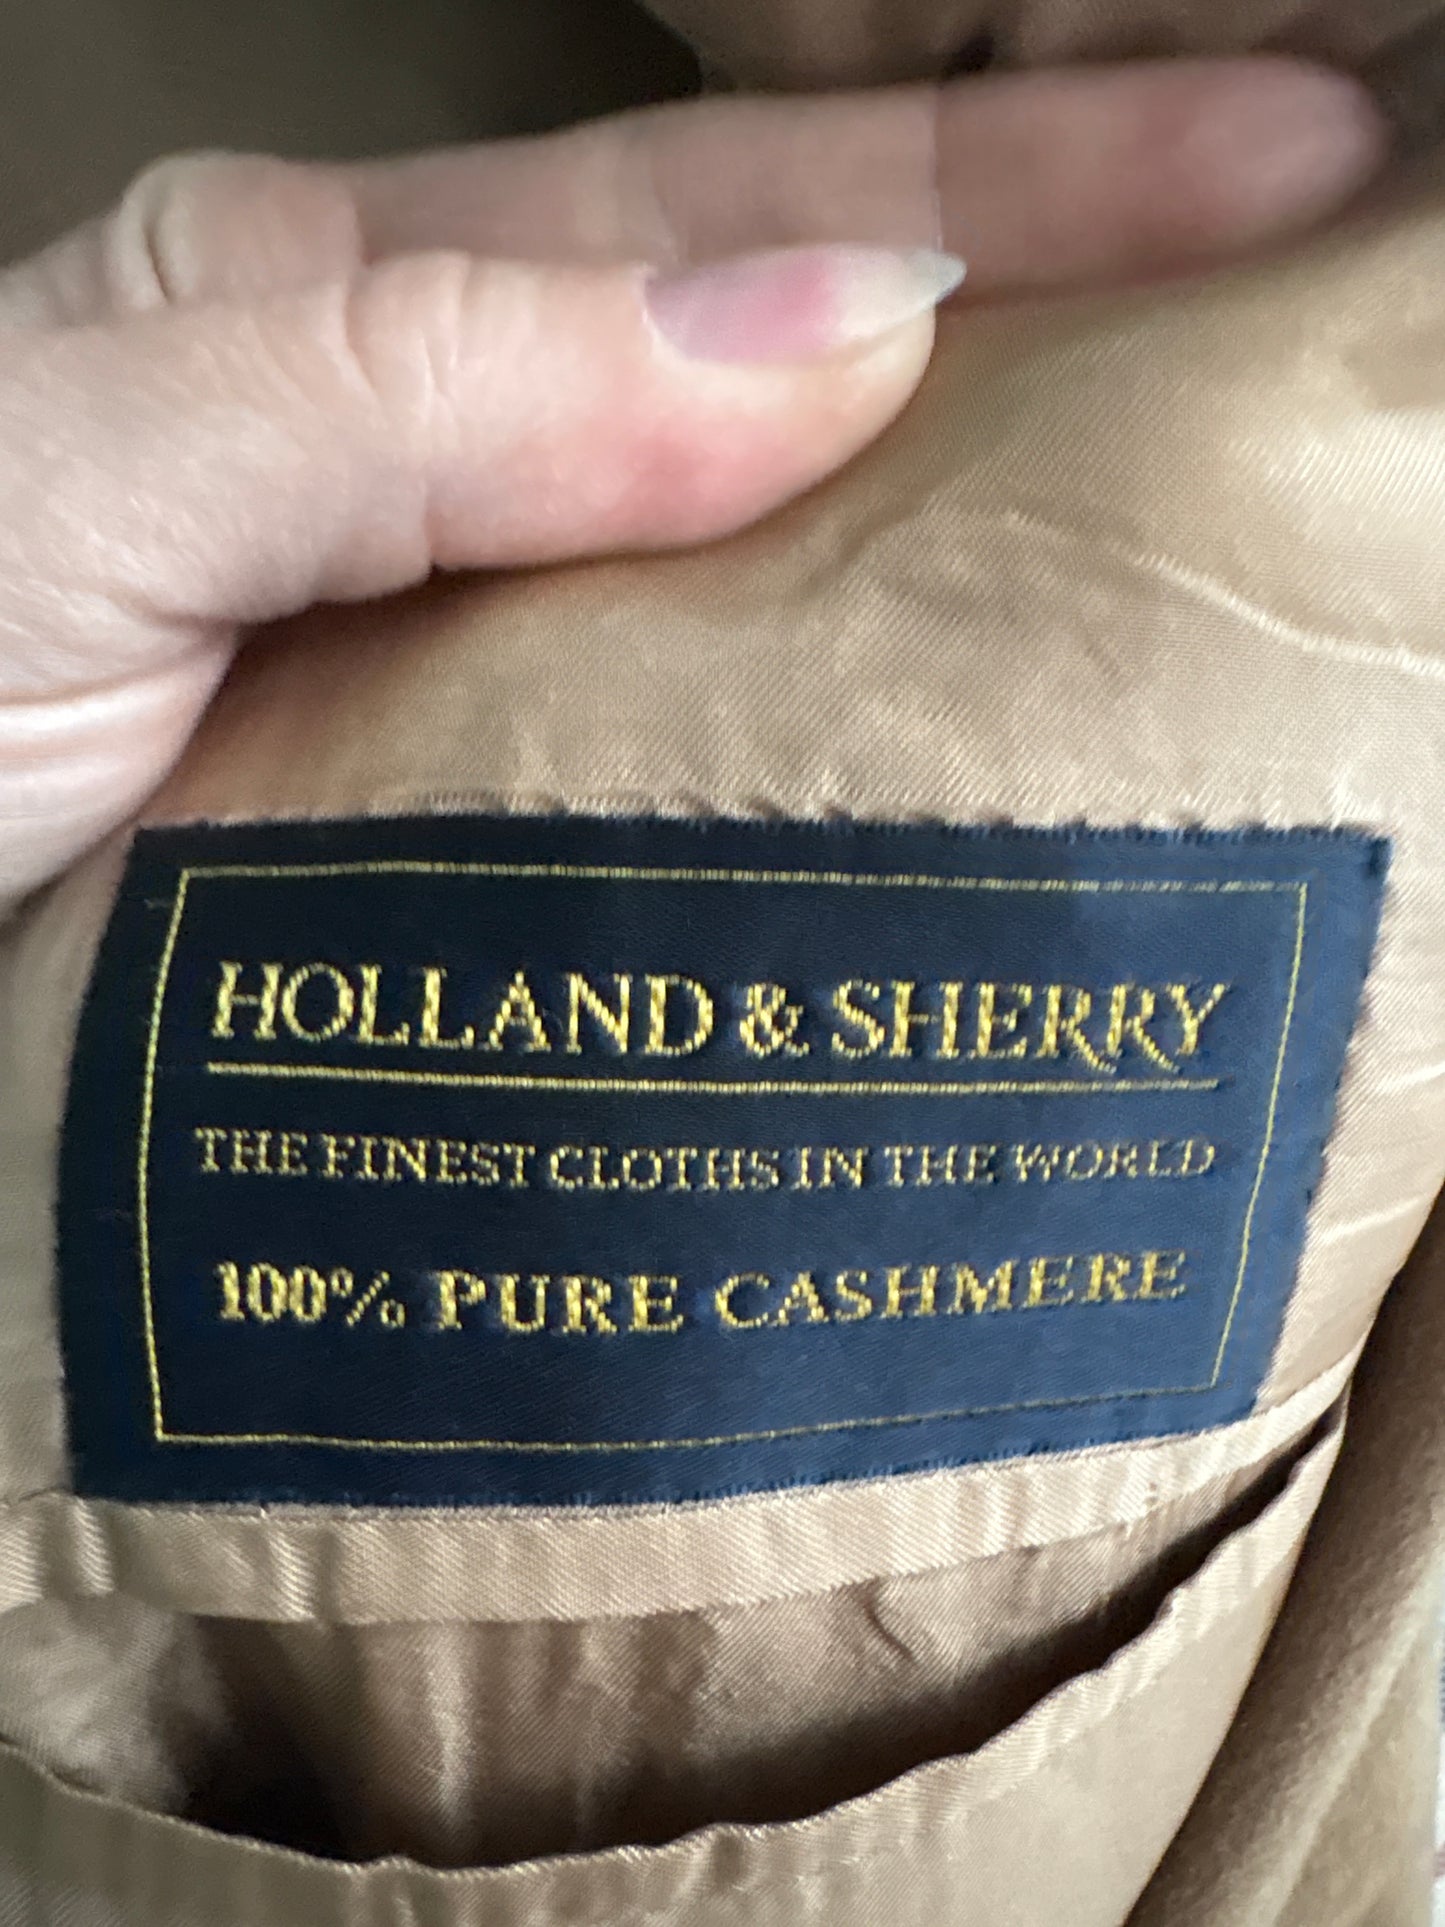 HOLLAND & SHERRY
THE FINEST CLOTHS IN THE WORLD
100% PURE CASHMERE